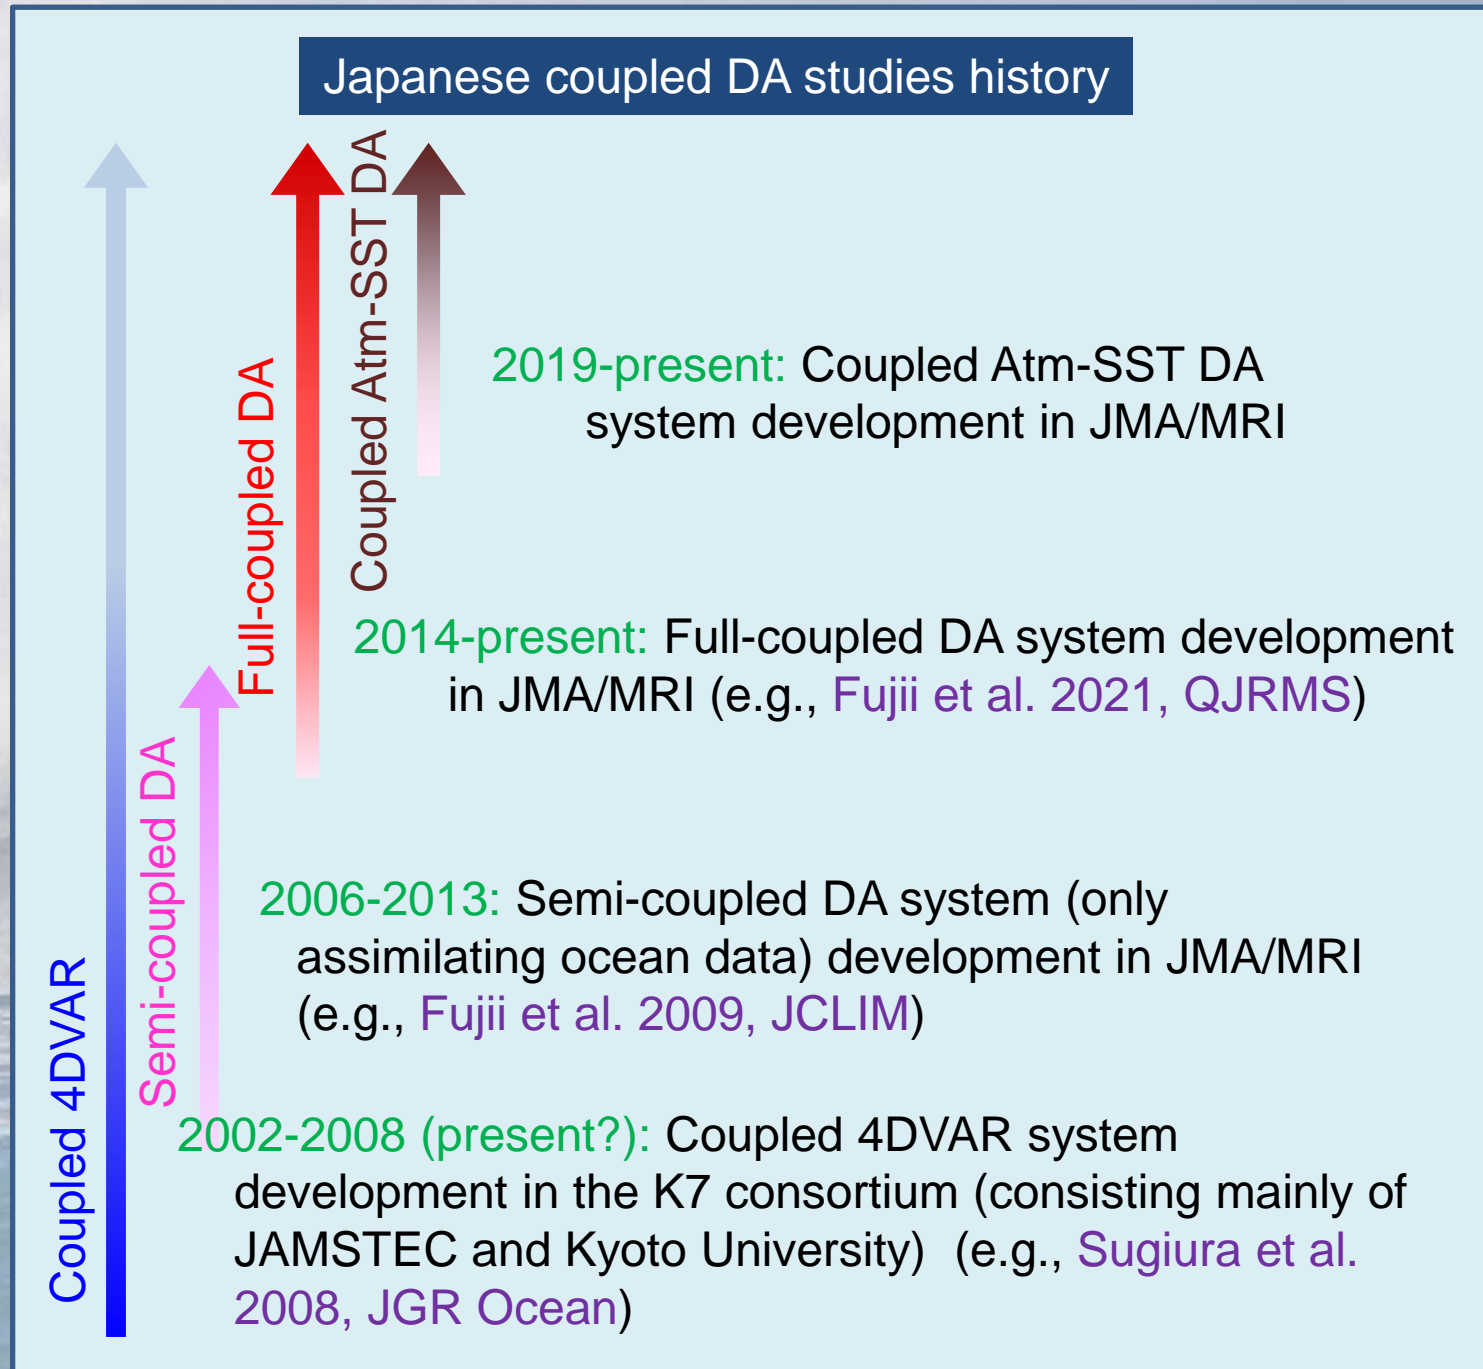 Japanese coupled DA studies history
Coupled Atm-SST DA
2019-present: Coupled Atm-SST DA
system development in JMA/MRI
Full-coupled DA
2014-present: Full-coupled DA system development
in JMA/MRI (e.g., Fujii et al. 2021, QJRMS)
Semi-coupled DA
2006-2013: Semi-coupled DA system (only
assimilating ocean data) development in JMA/MRI
(e.g., Fujii et al. 2009, JCLIM)
Coupled 4DVAR
2002-2008 (present?): Coupled 4DVAR system
development in the K7 consortium (consisting mainly of
JAMSTEC and Kyoto University) (e.g., Sugiura et al.
2008, JGR Ocean)